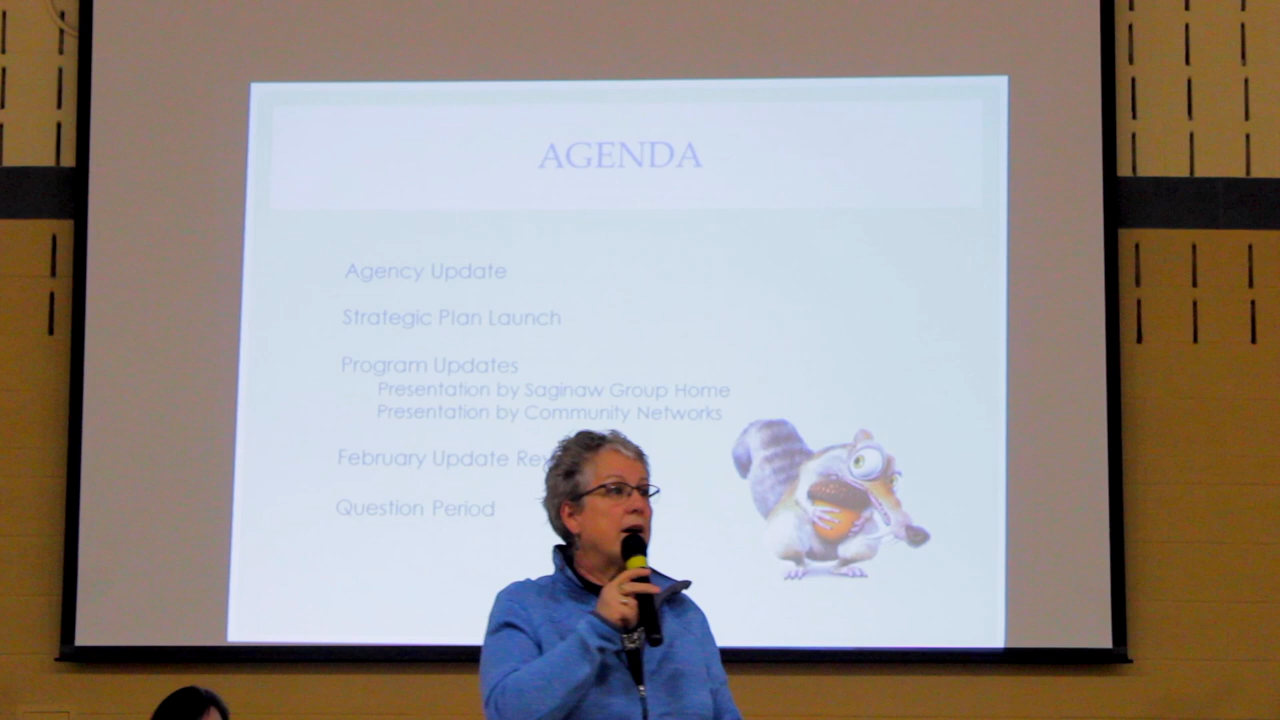 AGENDA
Agency Update
Strategic Plan Launch
Program Updates
Presentation by Saginaw Group Home
Presentation by Community Networks
February Update
Question Period